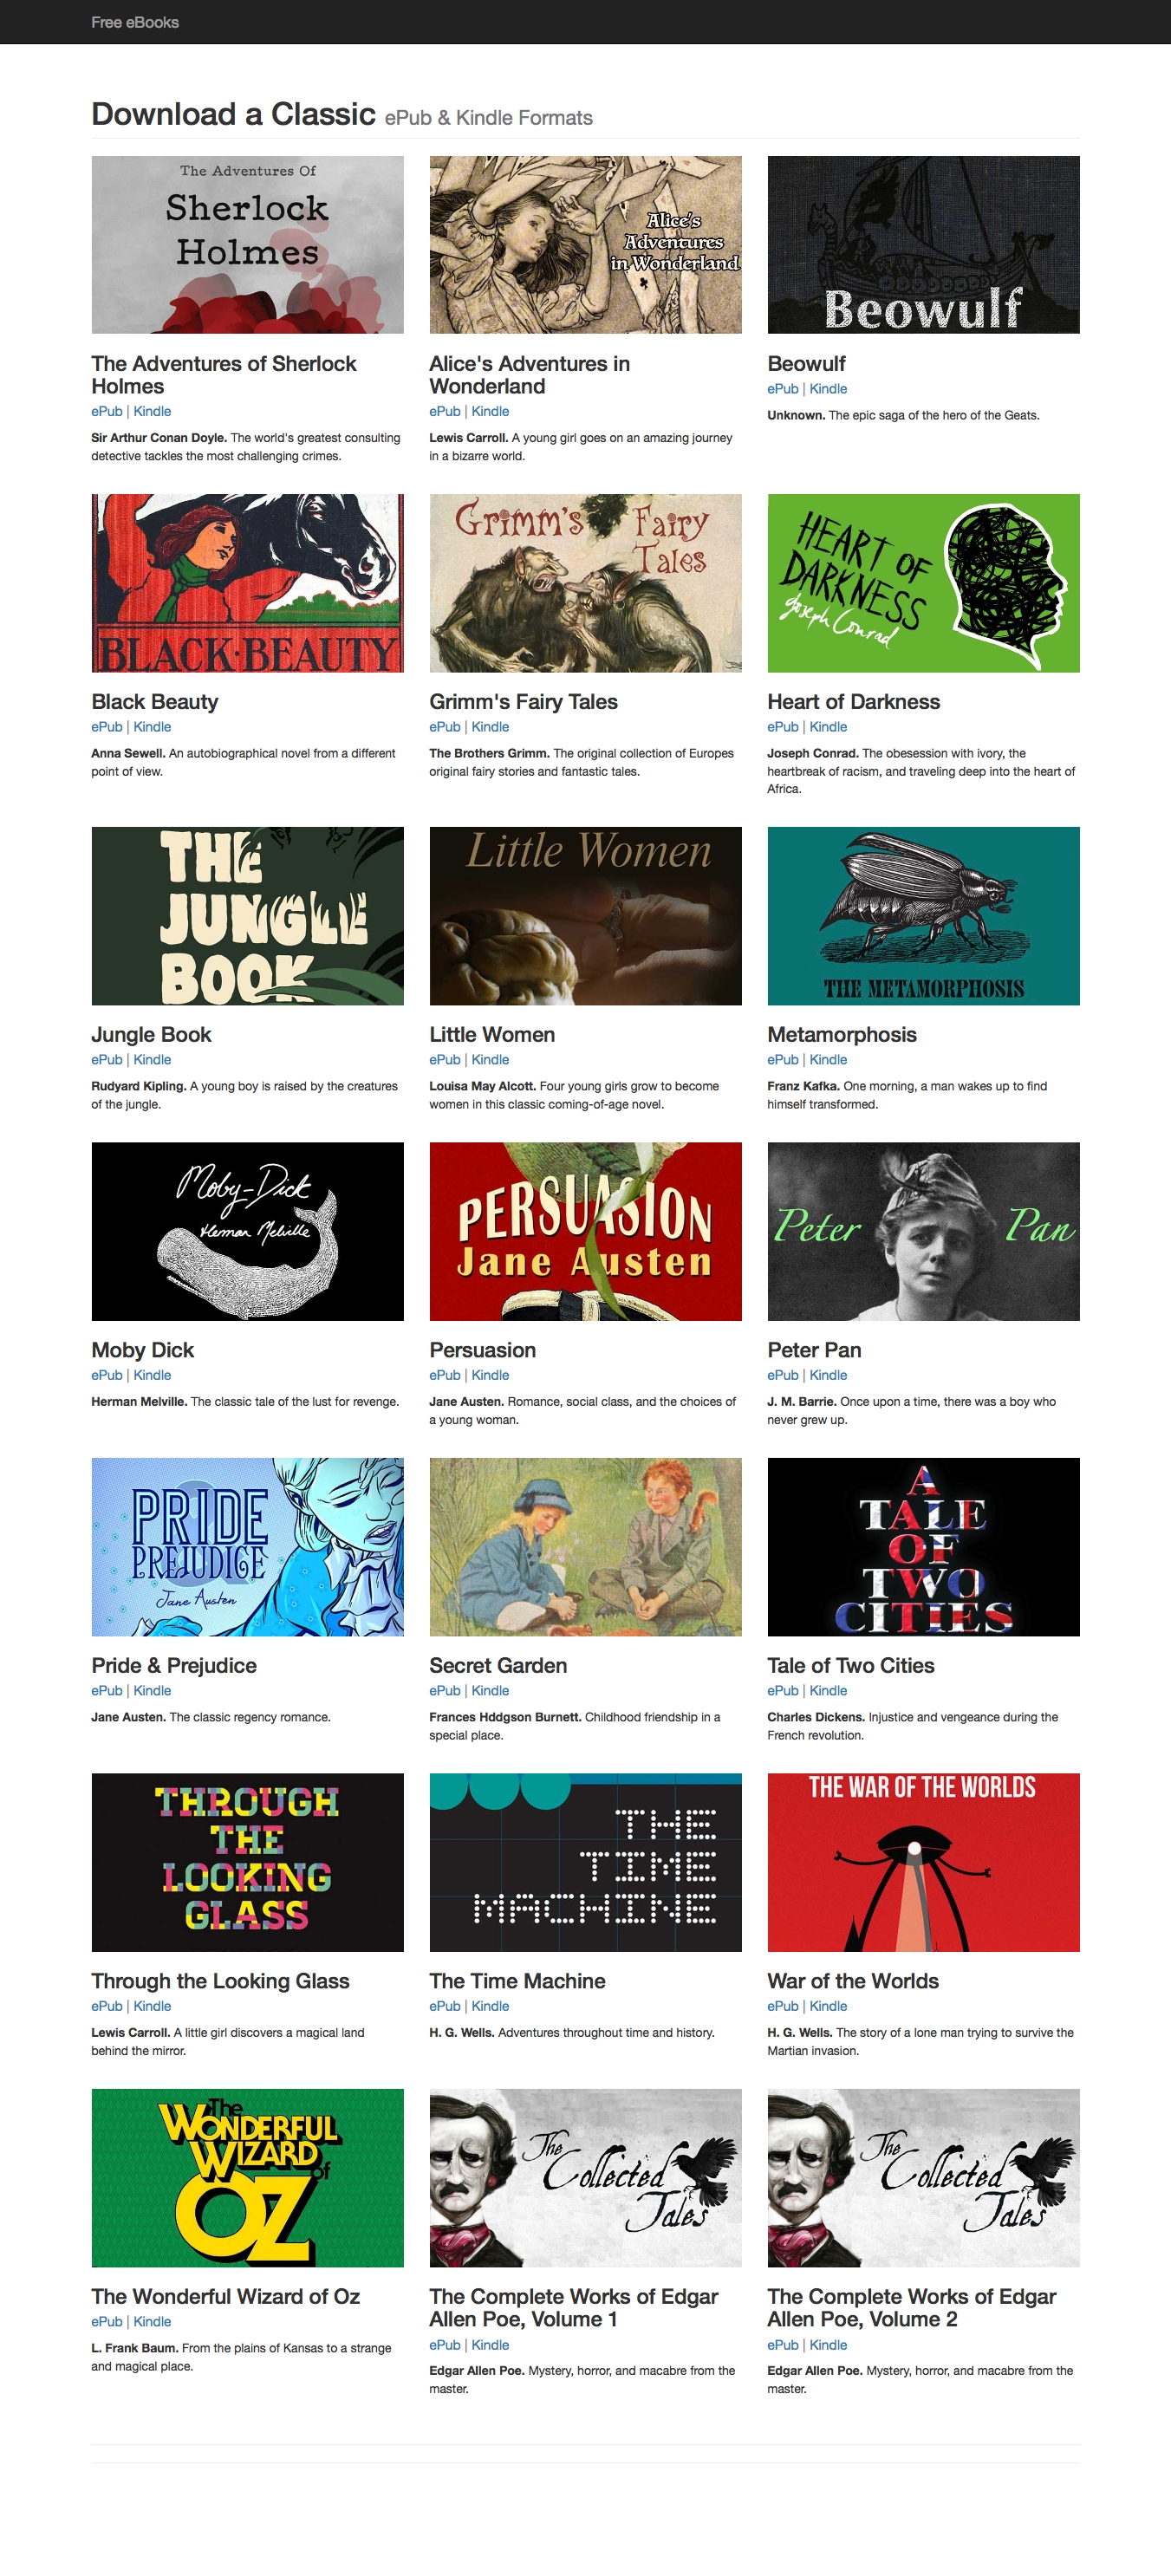 Free eBooks
Download a Classic ePub & Kindle Formats
The Adventures Of
Sherlock
Holmes
Alice's
Adventures
in Wonderland
Beowulf
The Adventures of Sherlock
Holmes
ePub | Kindle
Sir Arthur Conan Doyle. The world's greatest consulting
detective tackles the most challenging crimes.
Alice's Adventures in
Wonderland
ePub | Kindle
Lewis Carroll. A young girl goes on an amazing journey
in a bizarre world.
Beowulf
ePub | Kindle
Unknown. The epic saga of the hero of the Geats.
BLACK·BEAUTY
Grimm's Fairy
Tales
HEART OF
DARKNESS
Joseph Conrad
Black Beauty
ePub | Kindle
Anna Sewell. An autobiographical novel from a different
point of view.
Grimm's Fairy Tales
ePub | Kindle
The Brothers Grimm. The original collection of Europes
original fairy stories and fantastic tales.
Heart of Darkness
ePub | Kindle
Joseph Conrad. The obesession with ivory, the
heartbreak of racism, and traveling deep into the heart of
Africa.
THE
JUNGLE
BOOK
Little Women
THE METAMORPHOSIS
Jungle Book
ePub | Kindle
Rudyard Kipling. A young boy is raised by the creatures
of the jungle.
Little Women
ePub | Kindle
Louisa May Alcott. Four young girls grow to become
women in this classic coming-of-age novel.
Metamorphosis
ePub | Kindle
Franz Kafka. One morning, a man wakes up to find
himself transformed.
Moby-Dick
Herman Melville
PERSUASION
Jane Austen
Peter Pan
Moby Dick
ePub | Kindle
Herman Melville. The classic tale of the lust for revenge.
Persuasion
ePub | Kindle
Jane Austen. Romance, social class, and the choices of
a young woman.
Peter Pan
ePub | Kindle
J. M. Barrie. Once upon a time, there was a boy who
never grew up.
PRIDE
&
PREJUDICE
Jane Austen
A
TALE
OF
TWO
CITIES
Pride & Prejudice
ePub | Kindle
Jane Austen. The classic regency romance.
Secret Garden
ePub | Kindle
Frances Hddgson Burnett. Childhood friendship in a
special place.
Tale of Two Cities
ePub | Kindle
Charles Dickens. Injustice and vengeance during the
French revolution.
THROUGH
THE
LOOKING
GLASS
THE
TIME
MACHINE
THE WAR OF THE WORLDS
Through the Looking Glass
ePub | Kindle
Lewis Carroll. A little girl discovers a magical land
behind the mirror.
The Time Machine
ePub | Kindle
H. G. Wells. Adventures throughout time and history.
War of the Worlds
ePub | Kindle
H. G. Wells. The story of a lone man trying to survive the
Martian invasion.
The
WONDERFUL
WIZARD
of
OZ
The
Collected
Tales
The
Collected
Tales
The Wonderful Wizard of Oz
ePub | Kindle
L. Frank Baum. From the plains of Kansas to a strange
and magical place.
The Complete Works of Edgar
Allen Poe, Volume 1
ePub | Kindle
Edgar Allen Poe. Mystery, horror, and macabre from the
master.
The Complete Works of Edgar
Allen Poe, Volume 2
ePub | Kindle
Edgar Allen Poe. Mystery, horror, and macabre from the
master.